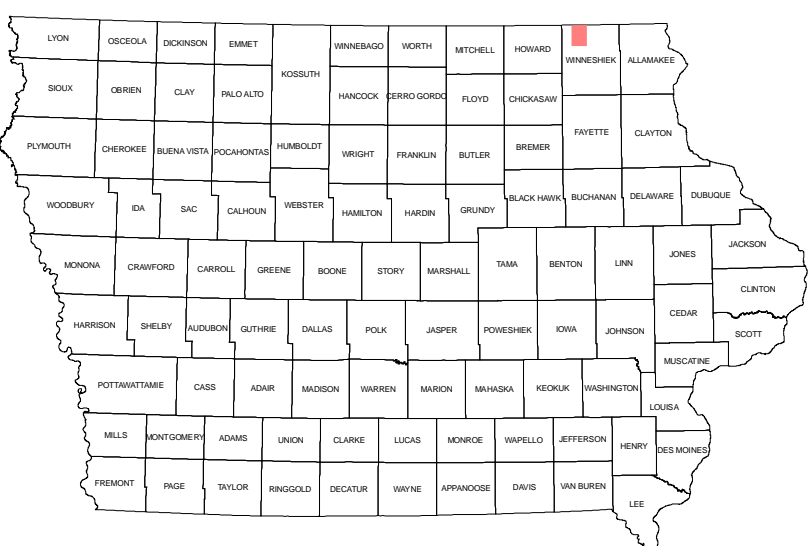 LYON OSCEOLA DICKINSON EMMET WINNEBAGO WORTH MITCHELL HOWARD WINNESHIEK ALLAMAKEE
KOSSUTH
SIOUX OBRIEN CLAY PALO ALTO HANCOCK CERRO GORDO FLOYD CHICKASAW
FAYETTE CLAYTON
PLYMOUTH CHEROKEE BUENA VISTA POCAHONTAS HUMBOLDT WRIGHT FRANKLIN BUTLER BREMER
WOODBURY IDA SAC CALHOUN WEBSTER HAMILTON HARDIN GRUNDY BLACK HAWK BUCHANAN DELAWARE DUBUQUE
JACKSON
MONONA CRAWFORD CARROLL GREENE BOONE STORY MARSHALL TAMA BENTON LINN JONES
CLINTON
HARRISON SHELBY AUDUBON GUTHRIE DALLAS POLK JASPER POWESHIEK IOWA JOHNSON CEDAR
SCOTT
MUSCATINE
POTTAWATTAMIE CASS ADAIR MADISON WARREN MARION MAHASKA KEOKUK WASHINGTON
LOUISA
MILLS MONTGOMERY ADAMS UNION CLARKE LUCAS MONROE WAPELLO JEFFERSON HENRY DES MOINES
FREMONT PAGE TAYLOR RINGGOLD DECATUR WAYNE APPANOOSE DAVIS VAN BUREN
LEE